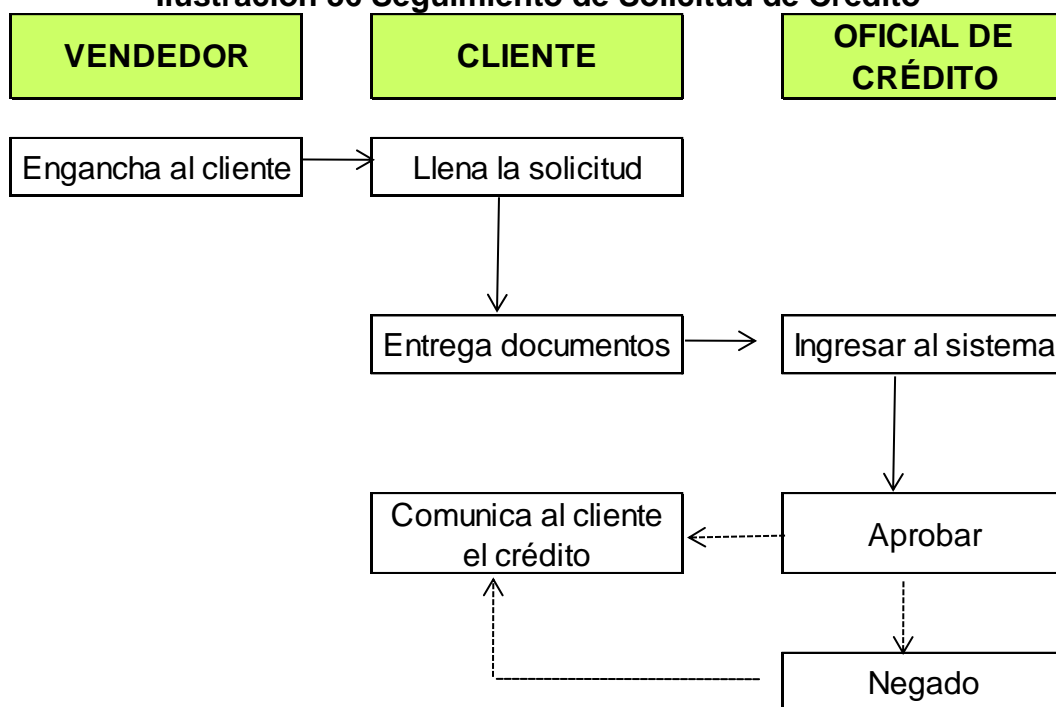 Ilustración 36 Seguimiento de Solicitud de Crédito
VENDEDOR
CLIENTE
OFICIAL DE
CRÉDITO
Engancha al cliente
Llena la solicitud
Entrega documentos
Ingresar al sistema
Comunica al cliente
el crédito
Aprobar
Negado